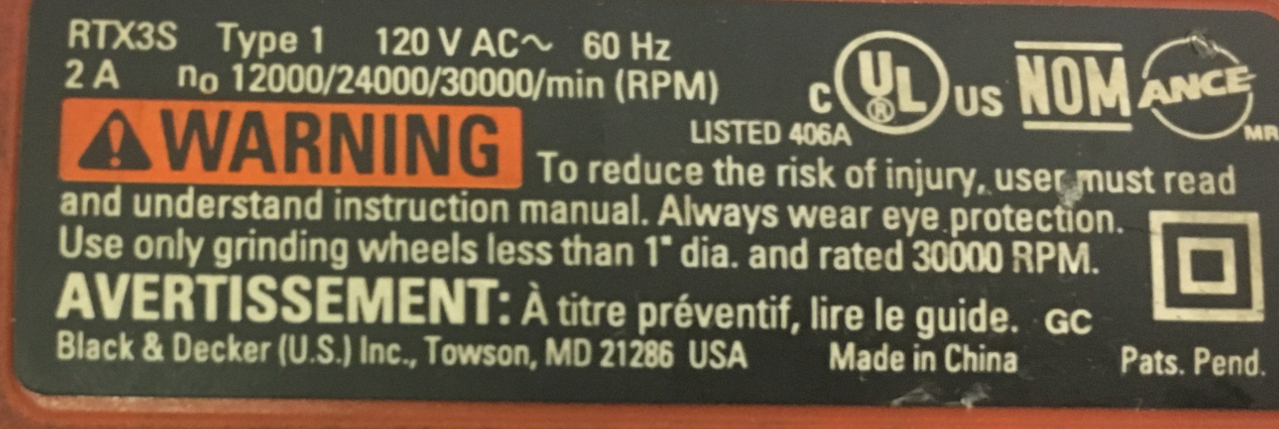 RTX3S Type 1 120 V AC~ 60 Hz
2 A no 12000/24000/30000/min (RPM)
C UL ® US NOM ANCE MR
LISTED 406A
WARNING To reduce the risk of injury, user must read
and understand instruction manual. Always wear eye protection.
Use only grinding wheels less than 1" dia. and rated 30000 RPM.
AVERTISSEMENT: À titre préventif, lire le guide. GC
Black & Decker (U.S.) Inc., Towson, MD 21286 USA Made in China Pats. Pend.